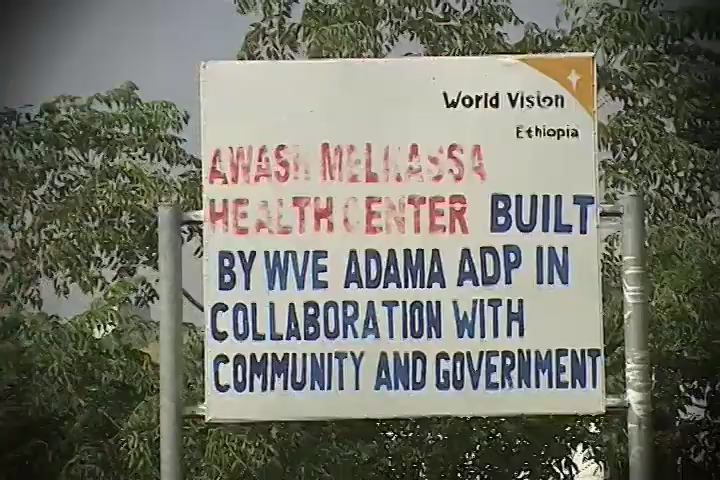 World Vision
Ethiopia
AWASH MELKASSA
HEALTH CENTER BUILT
BY WVE ADAMA ADP IN
COLLABORATION WITH
COMMUNITY AND GOVERNMENT